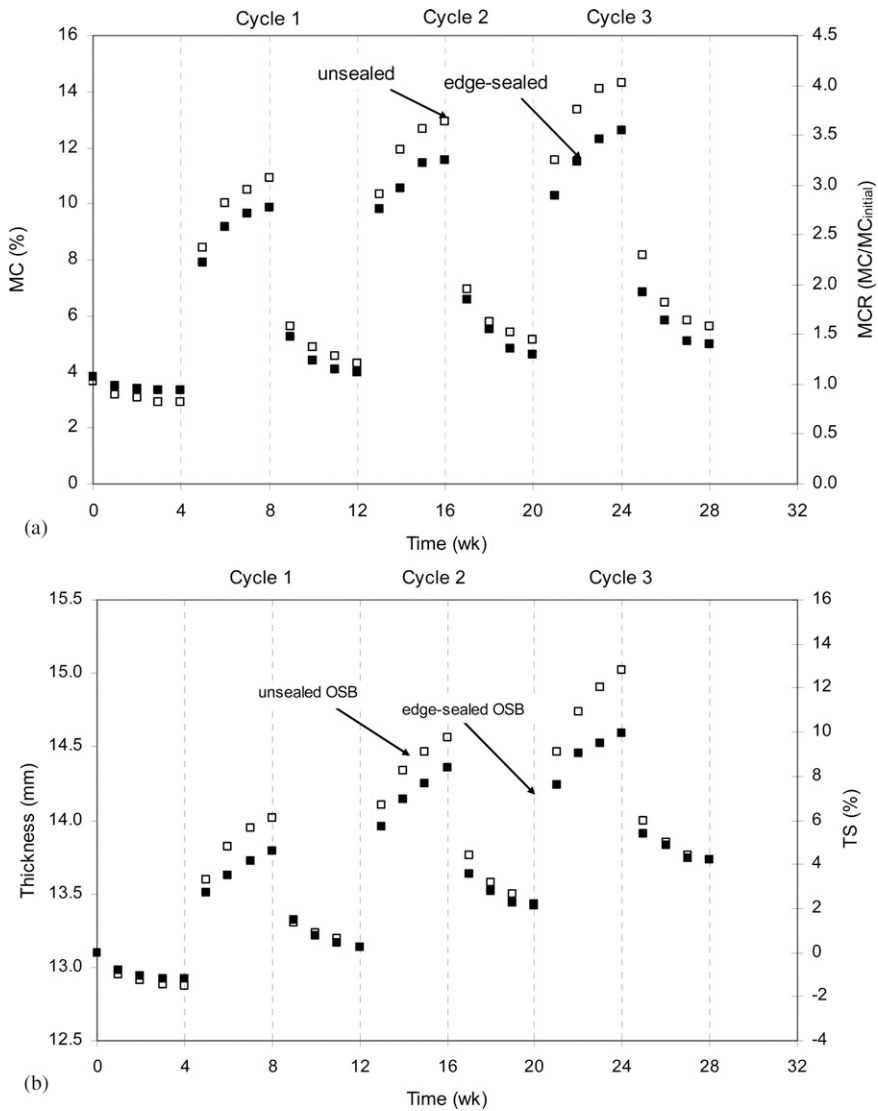 Cycle 1 Cycle 2 Cycle 3
16 4.5
14 4.0
12 3.5
10 3.0
8 2.5
6 2.0
4 1.5
2 1.0
0 0.5
0.0
unsealed
edge-sealed
MC (%)
MCR (MC/MCinitial)
(a)
0 4 8 12 16 20 24 28 32
Time (wk)
Cycle 1 Cycle 2 Cycle 3
15.5 16
15.0 14
14.5 12
14.0 10
13.5 8
13.0 6
12.5 4
2
0
-2
-4
unsealed OSB
edge-sealed OSB
Thickness (mm)
TS (%)
(b)
0 4 8 12 16 20 24 28 32
Time (wk)